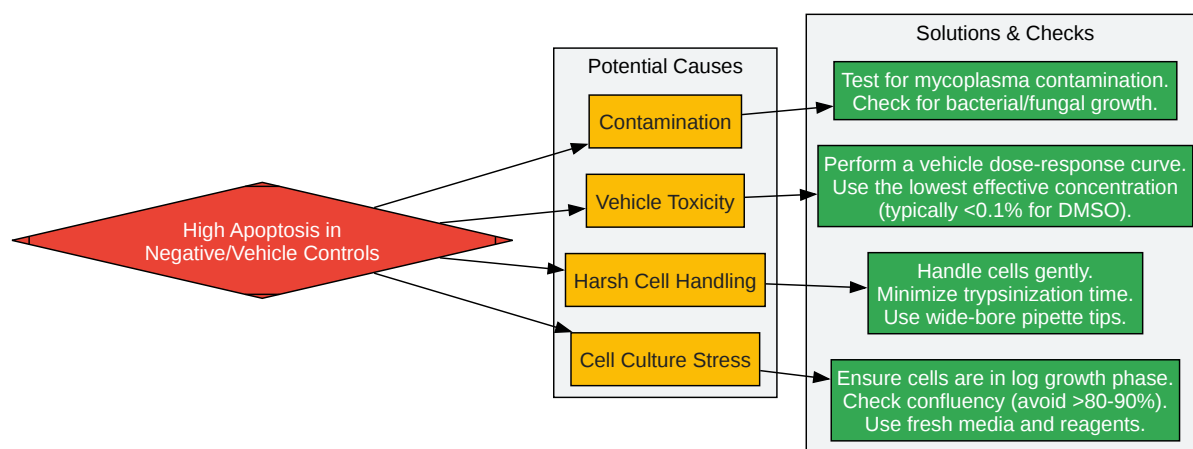 High Apoptosis in
Negative/Vehicle Controls
Potential Causes
Contamination
Vehicle Toxicity
Harsh Cell Handling
Cell Culture Stress
Solutions & Checks
Test for mycoplasma contamination.
Check for bacterial/fungal growth.
Perform a vehicle dose-response curve.
Use the lowest effective concentration
(typically <0.1% for DMSO).
Handle cells gently.
Minimize trypsinization time.
Use wide-bore pipette tips.
Ensure cells are in log growth phase.
Check confluency (avoid >80-90%).
Use fresh media and reagents.